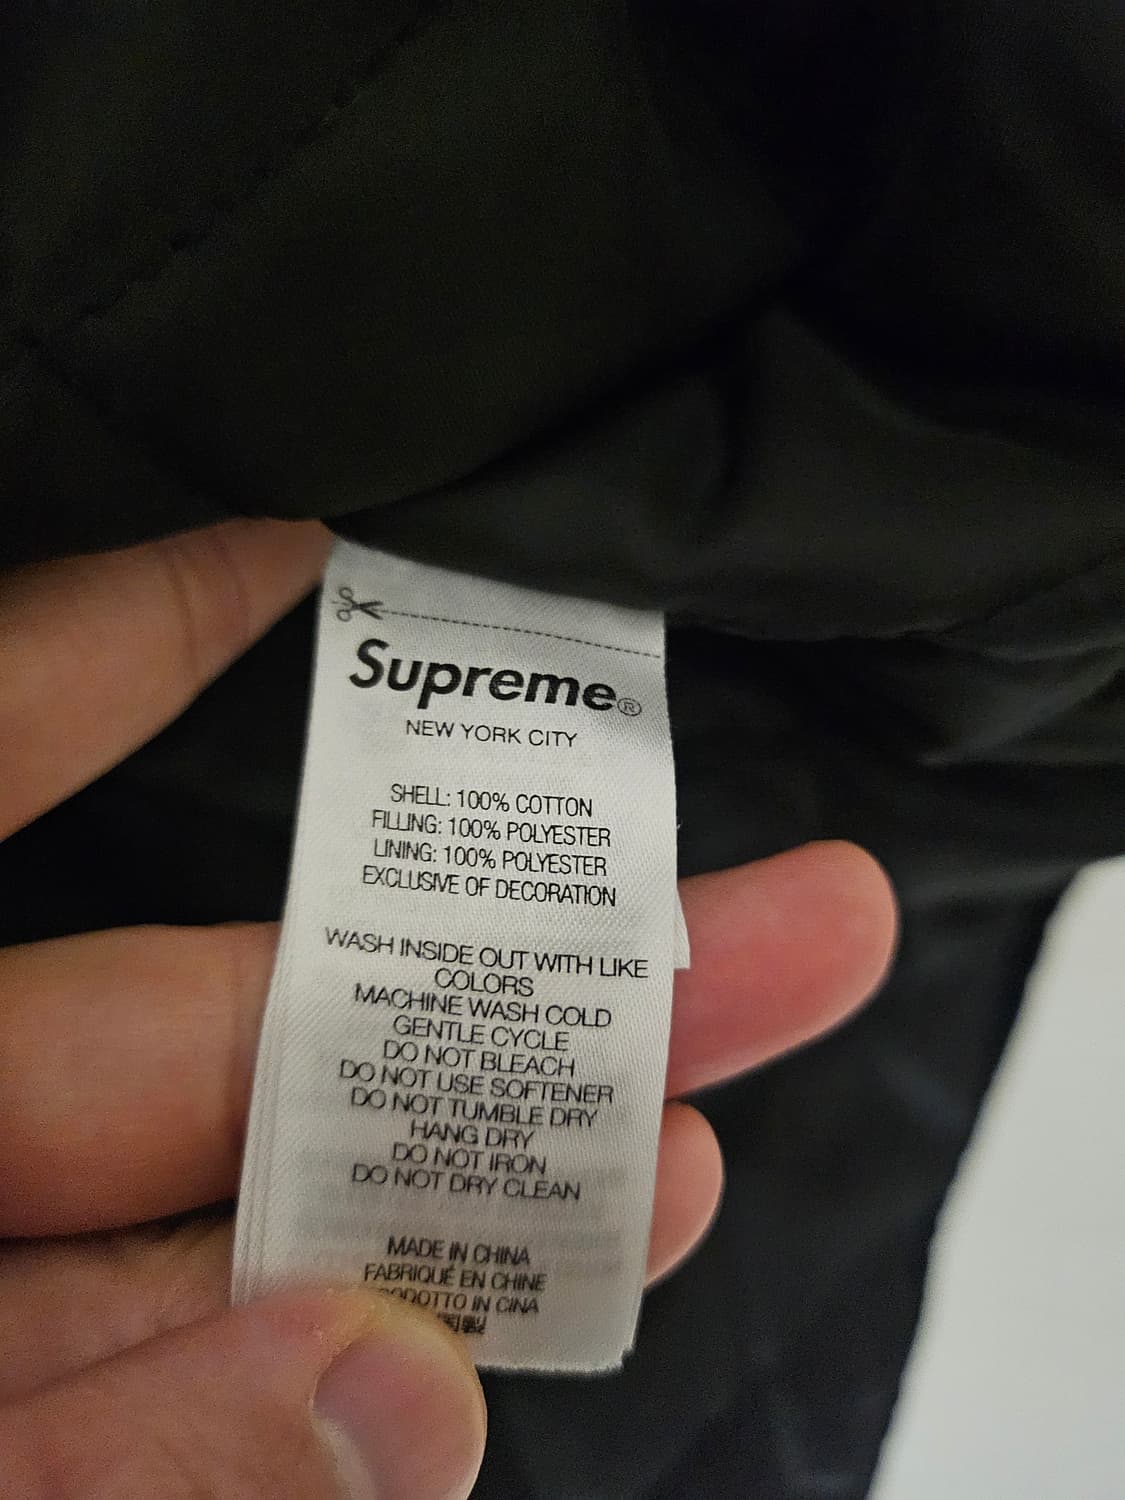 Supreme®
NEW YORK CITY
SHELL: 100% COTTON
FILLING: 100% POLYESTER
LINING: 100% POLYESTER
EXCLUSIVE OF DECORATION
WASH INSIDE OUT WITH LIKE
COLORS
MACHINE WASH COLD
GENTLE CYCLE
DO NOT BLEACH
DO NOT USE SOFTENER
DO NOT TUMBLE DRY
HANG DRY
DO NOT IRON
DO NOT DRY CLEAN
MADE IN CHINA
FABRIQUÉ EN CHINE
IN CINA